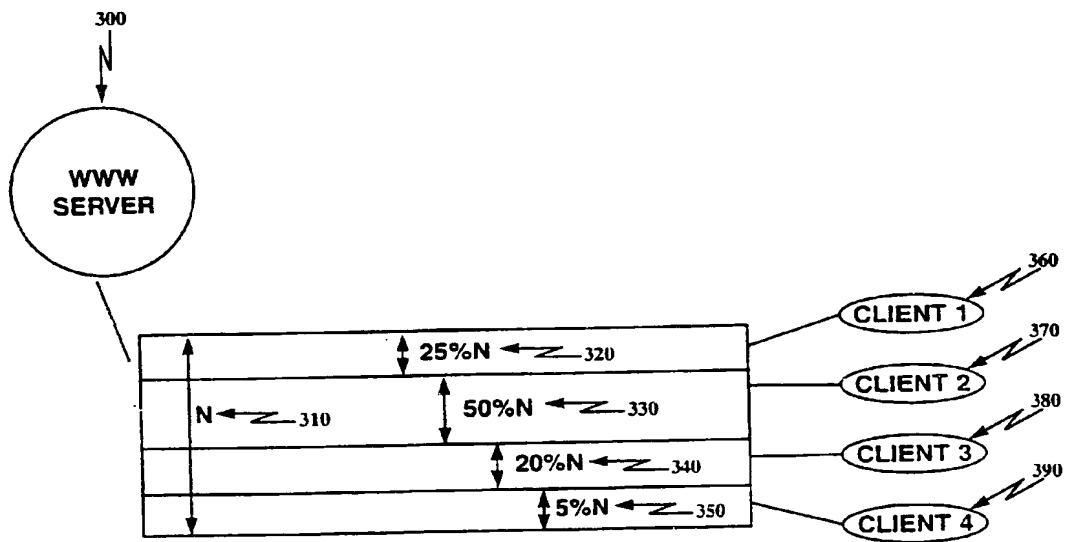 300
WWW
SERVER
360
CLIENT 1
25%N
320
370
CLIENT 2
50%N
330
N
310
380
CLIENT 3
20%N
340
390
5%N
350
CLIENT 4